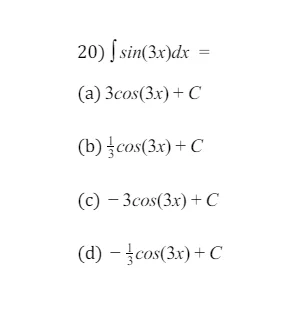 20) ∫ sin(3x)dx =
(a) 3cos(3x) + C
(b) ⅓cos(3x) + C
(c) − 3cos(3x) + C
(d) − ⅓cos(3x) + C